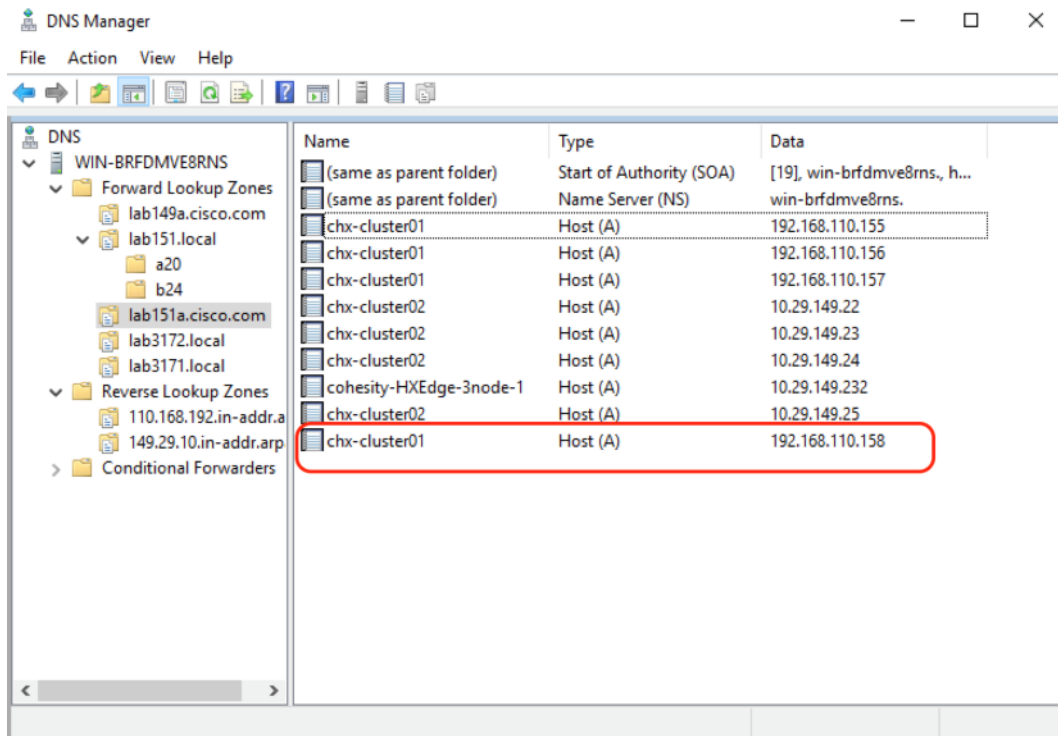 DNS Manager
File Action View Help
DNS
WIN-BRFDMVE8RNS
Forward Lookup Zones
lab149a.cisco.com
lab151.local
a20
b24
lab151a.cisco.com
lab3172.local
lab3171.local
Reverse Lookup Zones
110.168.192.in-addr.a
149.29.10.in-addr.arp
Conditional Forwarders
Name Type Data
(same as parent folder) Start of Authority (SOA) [19], win-brfdmve8rns., h...
(same as parent folder) Name Server (NS) win-brfdmve8rns.
chx-cluster01 Host (A) 192.168.110.155
chx-cluster01 Host (A) 192.168.110.156
chx-cluster01 Host (A) 192.168.110.157
chx-cluster02 Host (A) 10.29.149.22
chx-cluster02 Host (A) 10.29.149.23
chx-cluster02 Host (A) 10.29.149.24
cohesity-HXEdge-3node-1 Host (A) 10.29.149.232
chx-cluster02 Host (A) 10.29.149.25
chx-cluster01 Host (A) 192.168.110.158